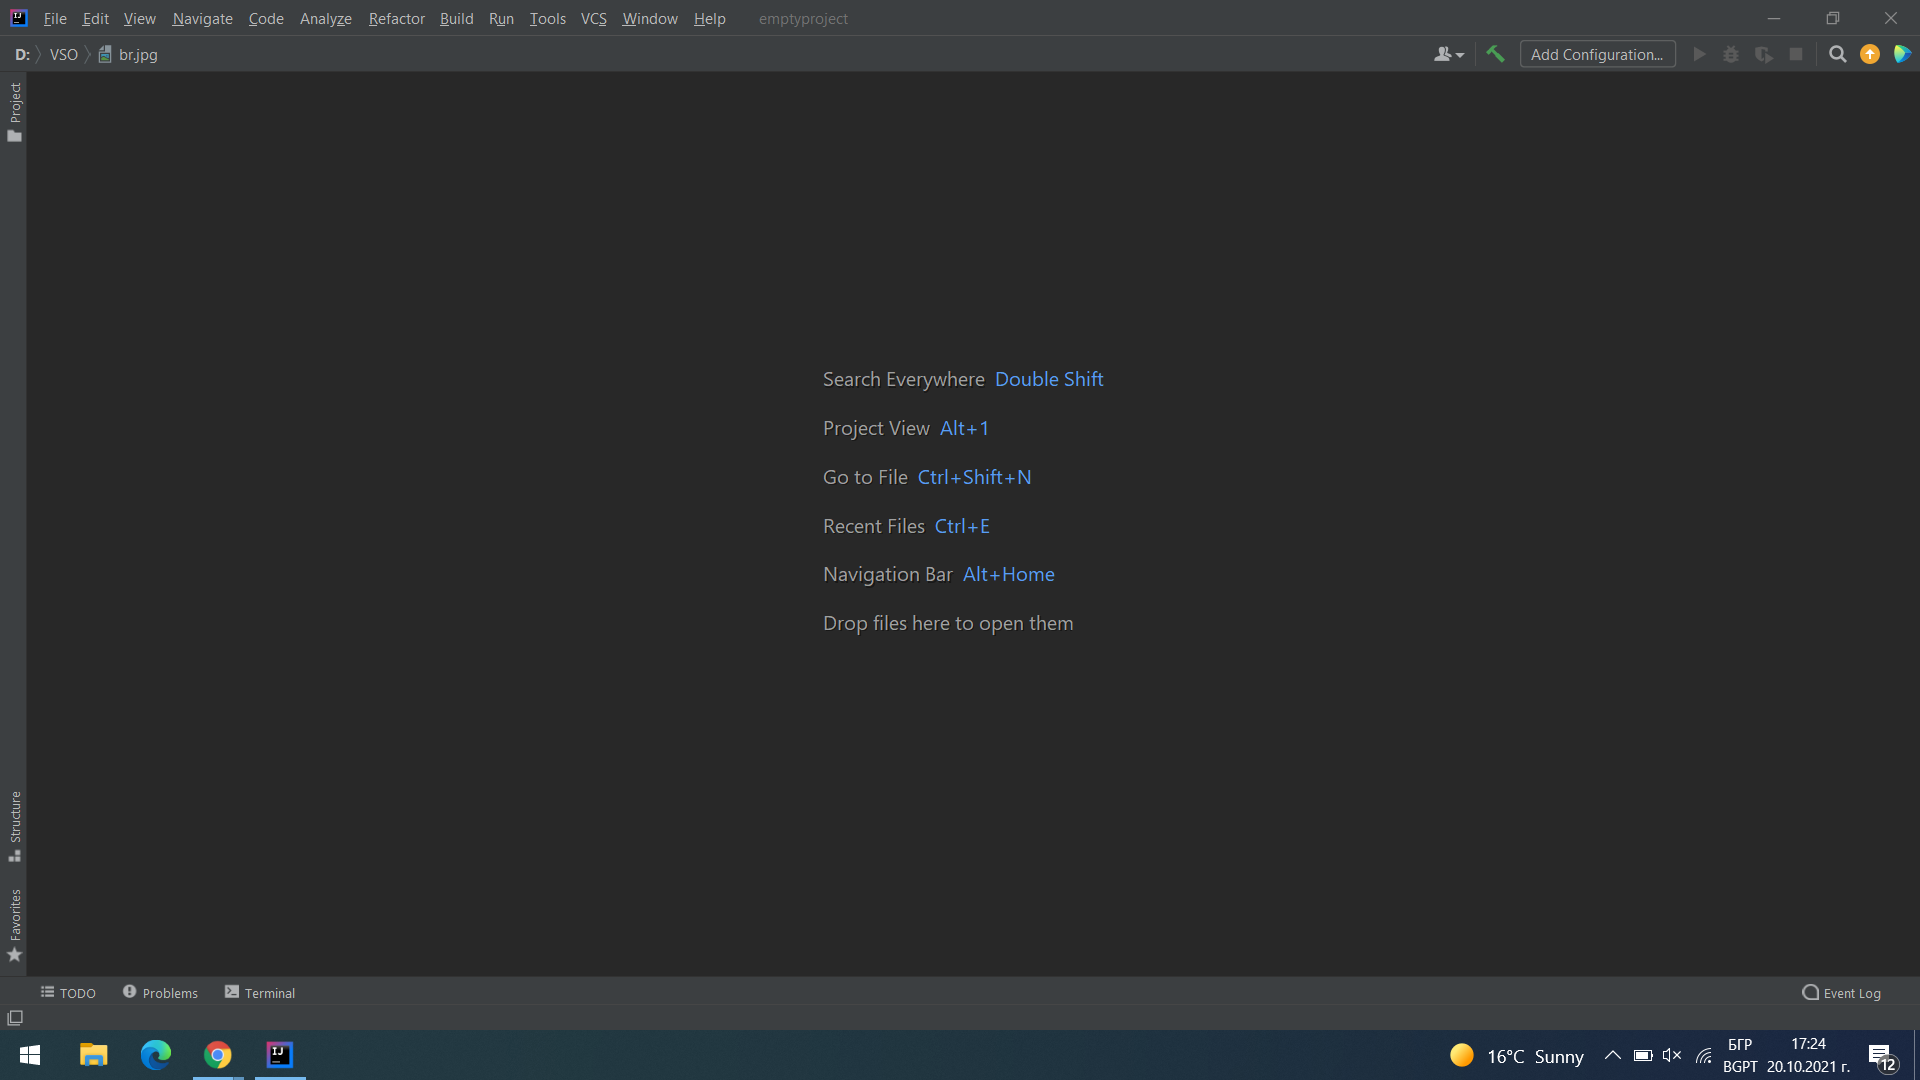 File Edit View Navigate Code Analyze Refactor Build Run Tools VCS Window Help emptyproject
D: VSO br.jpg Add Configuration...
Project
Search Everywhere Double Shift
Project View Alt+1
Go to File Ctrl+Shift+N
Recent Files Ctrl+E
Navigation Bar Alt+Home
Drop files here to open them
Structure
Favorites
TODO Problems Terminal Event Log
IJ
16°C Sunny
БГР
BGPT
17:24
20.10.2021 г.
12